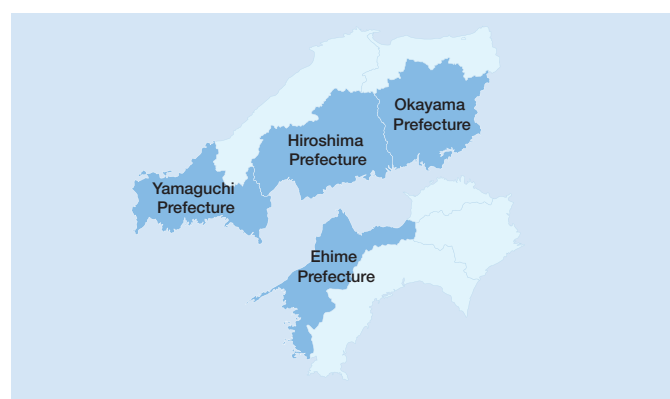 Okayama
Prefecture
Hiroshima
Prefecture
Yamaguchi
Prefecture
Ehime
Prefecture